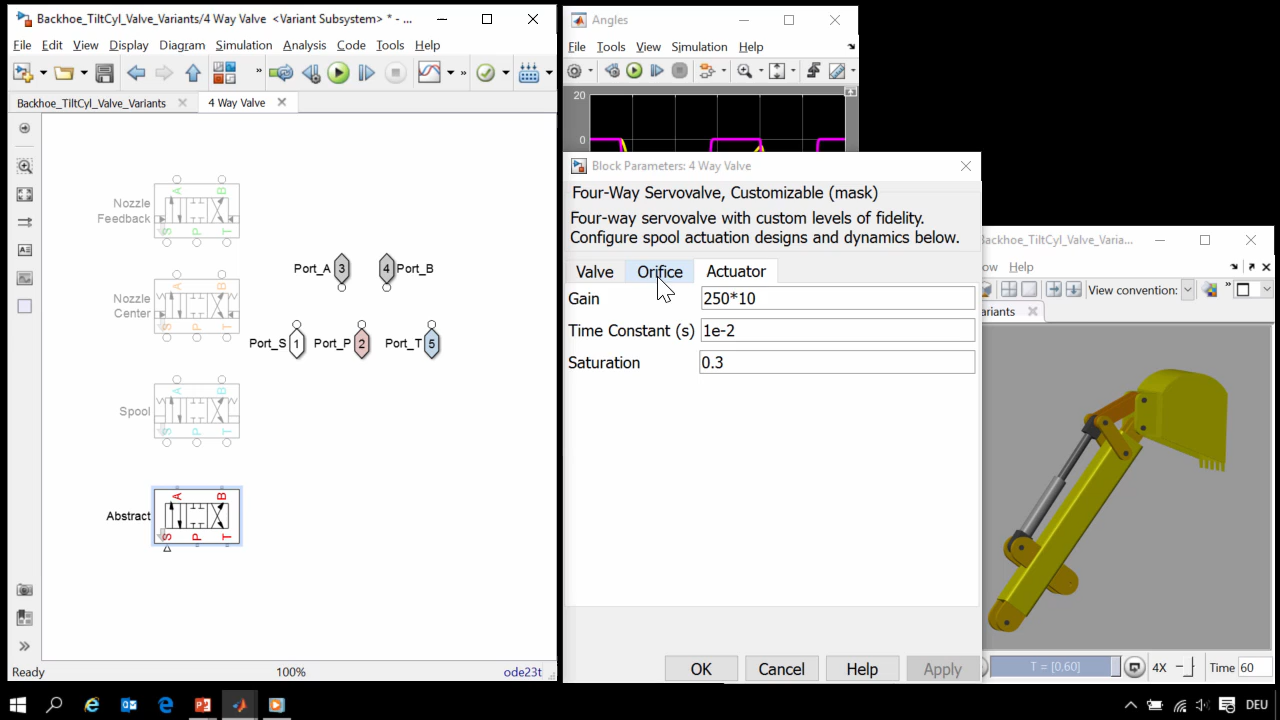 Backhoe_TiltCyl_Valve_Variants/4 Way Valve <Variant Subsystem> * - ...
File Edit View Display Diagram Simulation Analysis Code Tools Help
» »
Backhoe_TiltCyl_Valve_Variants
4 Way Valve
Nozzle
Feedback
A B
S P T
Nozzle
Center
A B
S P T
Spool
A B
S P T
Abstract
A B
S P T
Port_A 3
4 Port_B
Port_S 1
Port_P 2
Port_T 5
»
Ready
100%
ode23t
Angles
File Tools View Simulation Help
20
0
Block Parameters: 4 Way Valve
Four-Way Servovalve, Customizable (mask)
Four-way servovalve with custom levels of fidelity.
Configure spool actuation designs and dynamics below.
Valve Orifice Actuator
Gain 250*10
Time Constant (s) 1e-2
Saturation 0.3
OK Cancel Help Apply
Backhoe_TiltCyl_Valve_Varia...
ow Help
View convention:
ariants
T = [0,60]
4X
Time 60
DEU